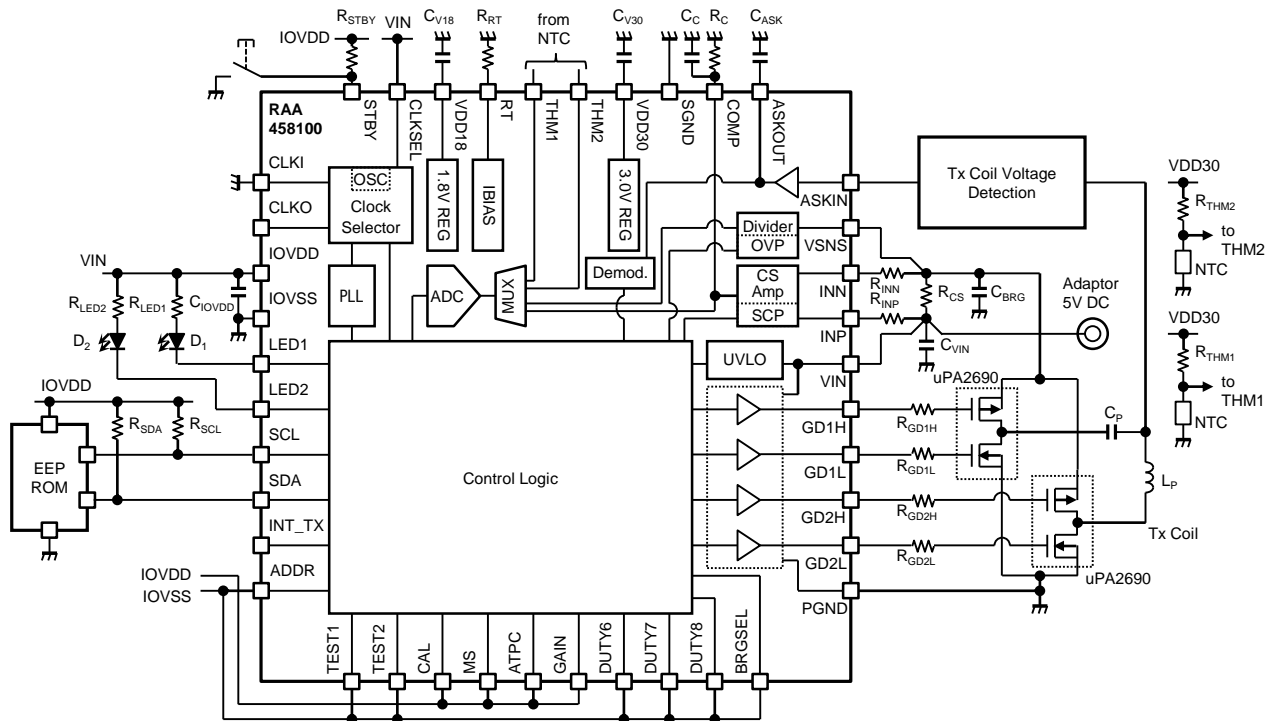 RSTBY
VIN
CV18
RRT
from
NTC
CV30
CC
RC
CASK
IOVDD
RAA
458100
STBY
CLKSEL
VDD18
RT
THM1
THM2
VDD30
SGND
COMP
ASKOUT
CLKI
CLKO
IOVDD
IOVSS
LED1
LED2
SCL
SDA
INT_TX
ADDR
OSC
Clock
Selector
PLL
1.8V REG
IBIAS
3.0V REG
ADC
MUX
Demod.
Divider
OVP
CS
Amp
SCP
UVLO
Control Logic
ASKIN
VSNS
INN
INP
VIN
GD1H
GD1L
GD2H
GD2L
PGND
Tx Coil Voltage
Detection
VDD30
RTHM2
to
THM2
NTC
VDD30
RTHM1
to
THM1
NTC
RINN
RINP
RCS
CBRG
CVIN
Adaptor
5V DC
uPA2690
RGD1H
RGD1L
RGD2H
RGD2L
CP
LP
Tx Coil
uPA2690
VIN
RLED2
RLED1
CIOVDD
D2
D1
IOVDD
RSDA
RSCL
EEP
ROM
IOVDD
IOVSS
TEST1
TEST2
CAL
MS
ATPC
GAIN
DUTY6
DUTY7
DUTY8
BRGSEL